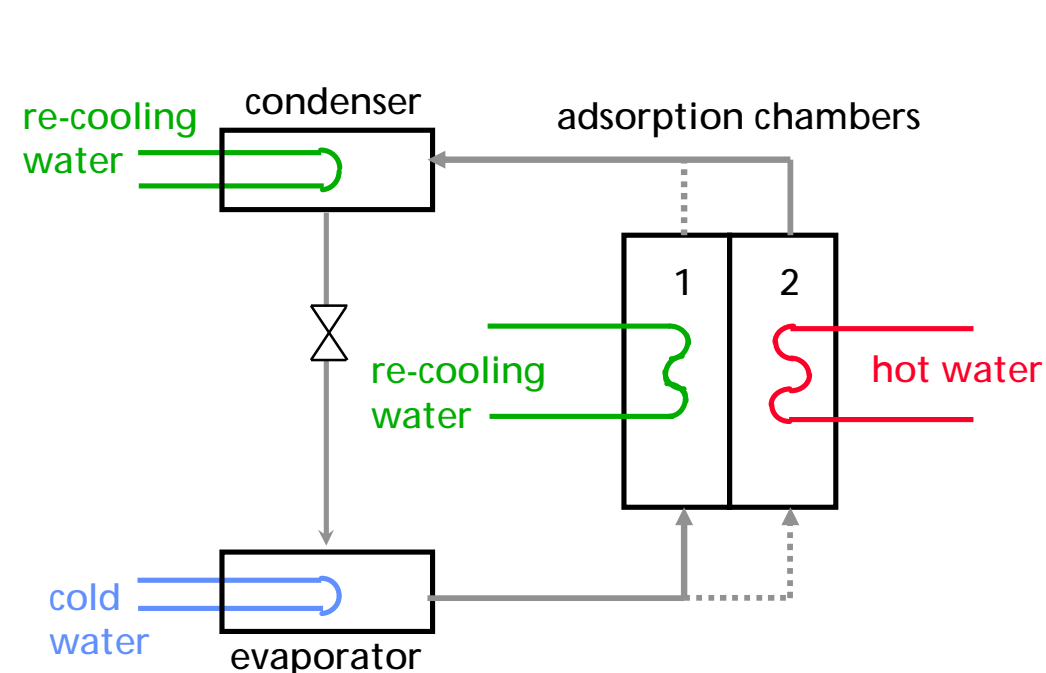 condenser
re-cooling
water
adsorption chambers
1
2
re-cooling
water
hot water
cold
water
evaporator